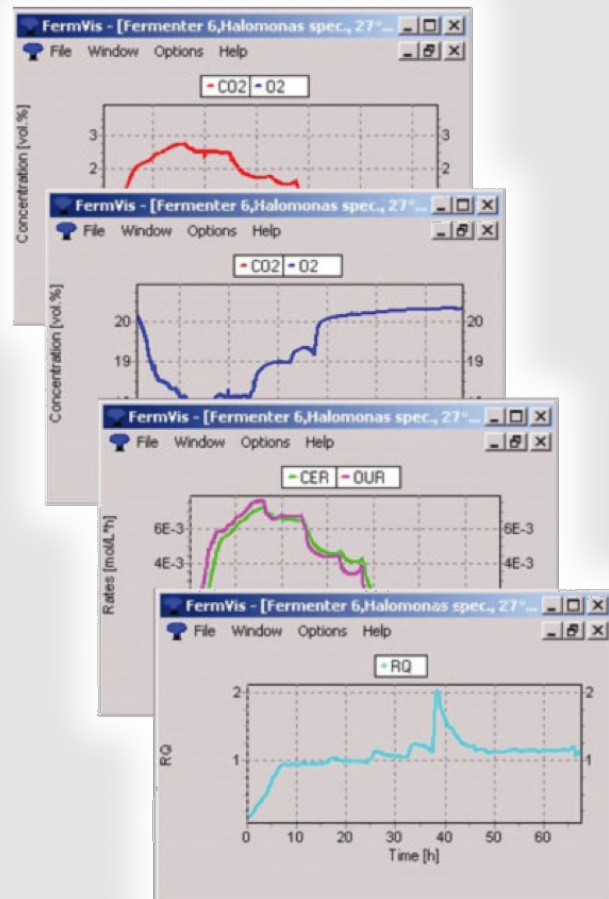 FermVis - [Fermenter 6,Halomonas spec., 27°...
File Window Options Help
CO2 O2
Concentration [vol.%]
3 3
2 2
FermVis - [Fermenter 6,Halomonas spec., 27°...
File Window Options Help
CO2 O2
Concentration [vol.%]
20 20
19 19
FermVis - [Fermenter 6,Halomonas spec., 27°...
File Window Options Help
CER OUR
Rates [mol/L*h]
6E-3 6E-3
4E-3 4E-3
FermVis - [Fermenter 6,Halomonas spec., 27°...
File Window Options Help
RQ
RQ
2 2
1 1
0 10 20 30 40 50 60
Time [h]